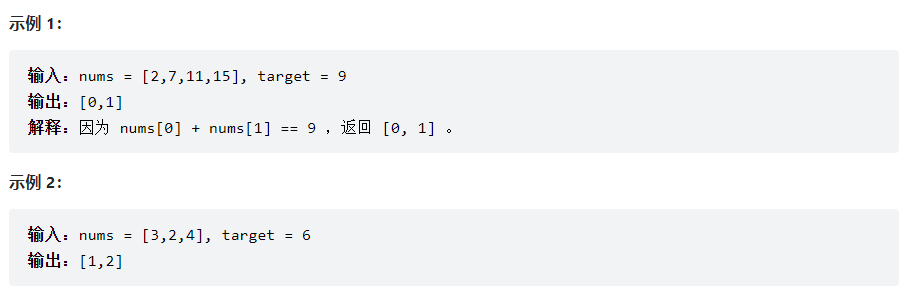 示例 1：
输入：nums = [2,7,11,15], target = 9
输出：[0,1]
解释：因为 nums[0] + nums[1] == 9 ，返回 [0, 1] 。
示例 2：
输入：nums = [3,2,4], target = 6
输出：[1,2]